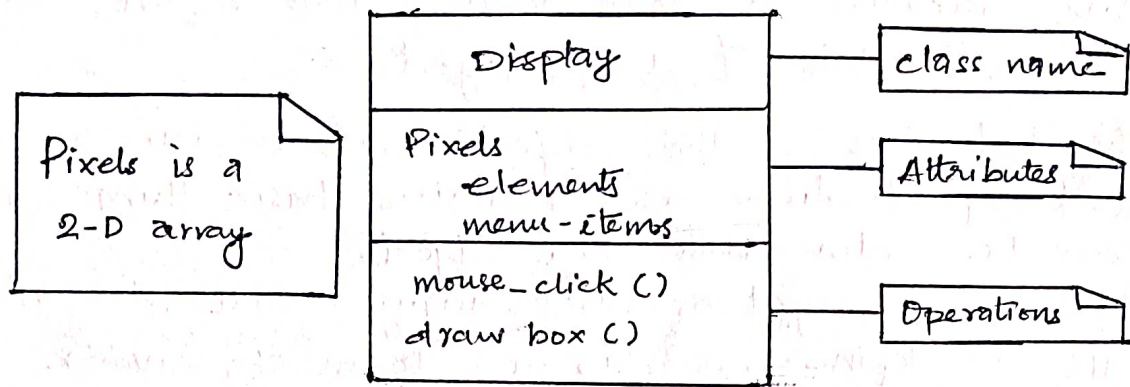 Display
class name
Pixels is a
2-D array
Pixels
elements
menu-items
Attributes
mouse_click ()
draw box ()
Operations